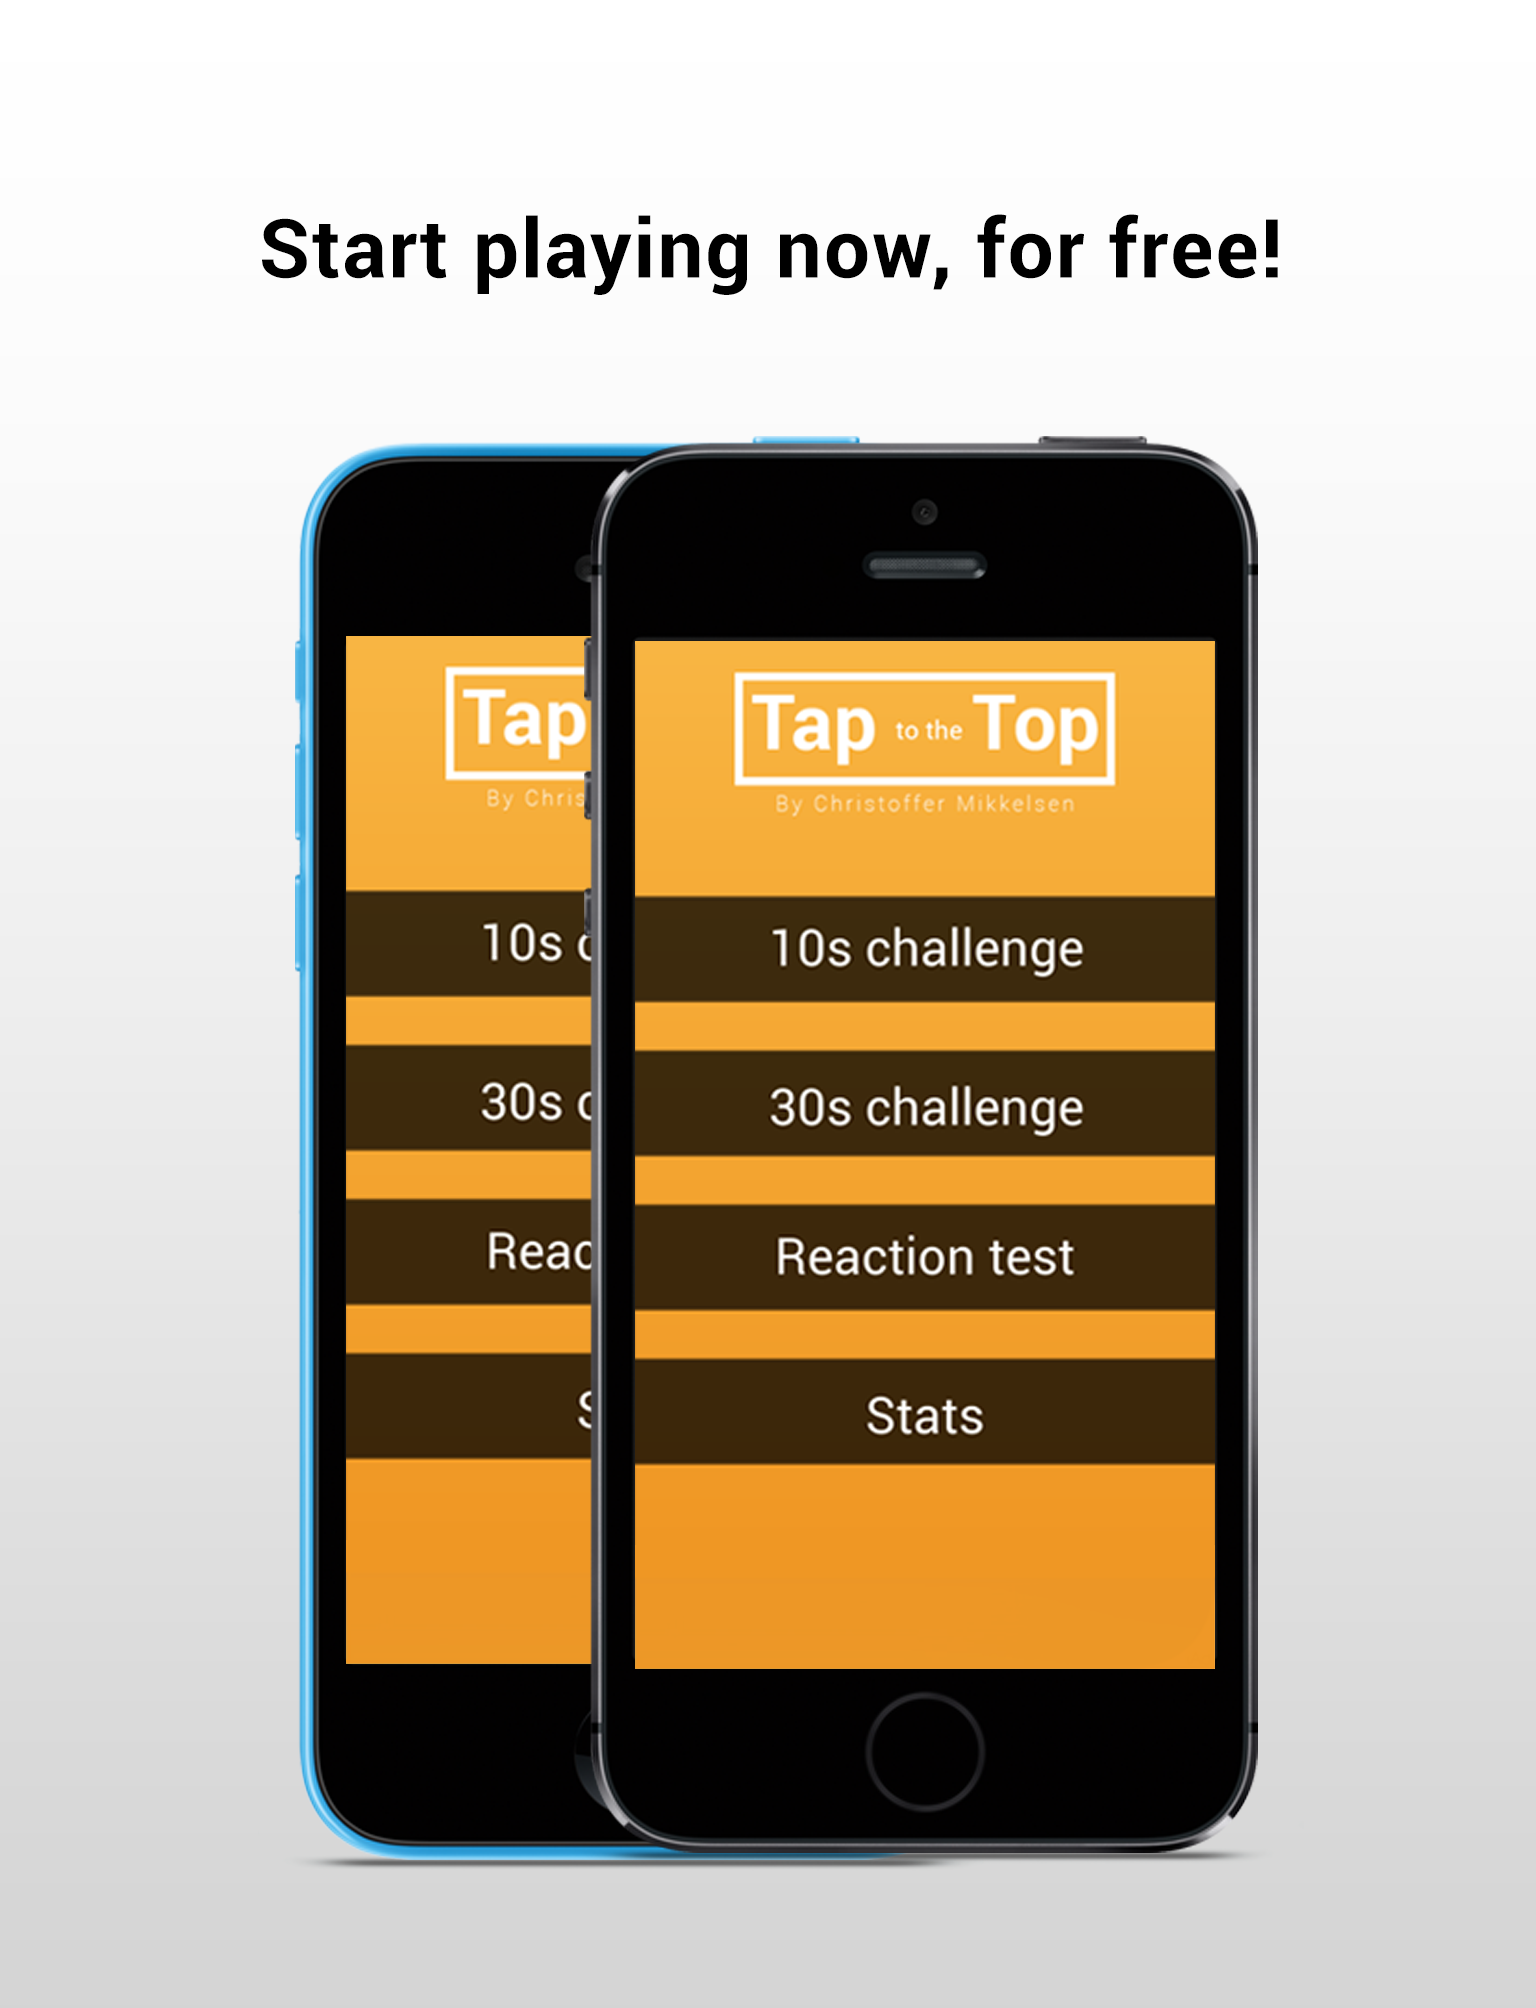 Start playing now, for free!
Tap
By Chris
10s c
30s c
Reac
S
Tap to the Top
By Christoffer Mikkelsen
10s challenge
30s challenge
Reaction test
Stats